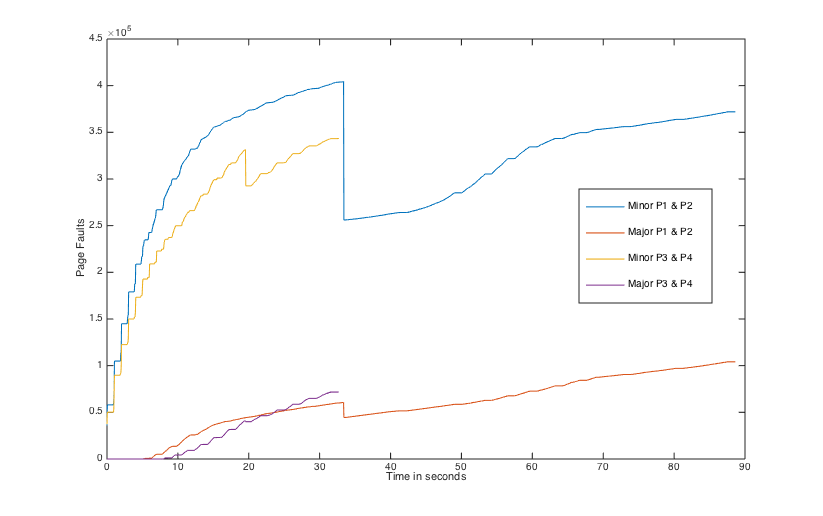 ×10⁵
4.5
4
3.5
3
2.5
2
1.5
1
0.5
0
Page Faults
0 10 20 30 40 50 60 70 80 90
Time in seconds
Minor P1 & P2
Major P1 & P2
Minor P3 & P4
Major P3 & P4